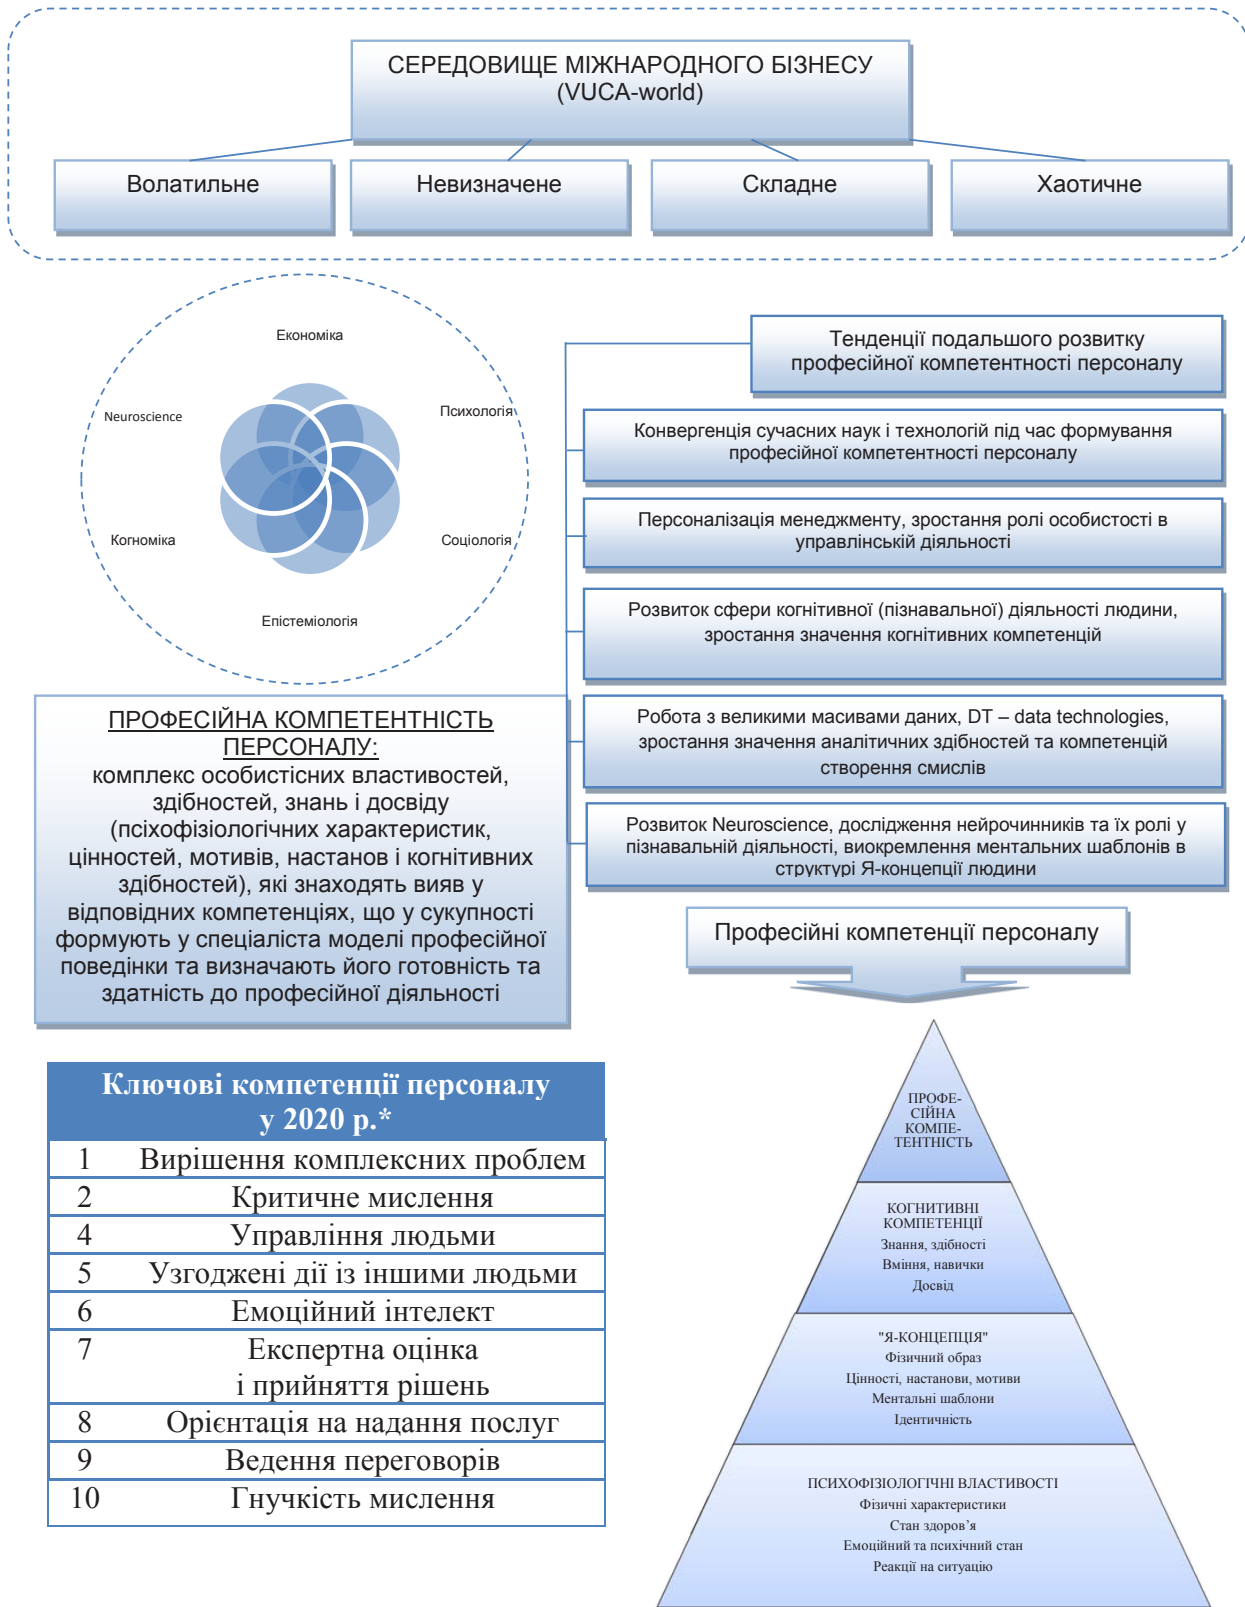 СЕРЕДОВИЩЕ МІЖНАРОДНОГО БІЗНЕСУ
(VUCA-world)
Волатильне
Невизначене
Складне
Хаотичне
Економіка
Neuroscience
Психологія
Когноміка
Соціологія
Епістеміологія
Тенденції подальшого розвитку
професійної компетентності персоналу
Конвергенція сучасних наук і технологій під час формування
професійної компетентності персоналу
Персоналізація менеджменту, зростання ролі особистості в
управлінській діяльності
Розвиток сфери когнітивної (пізнавальної) діяльності людини,
зростання значення когнітивних компетенцій
Робота з великими масивами даних, DT – data technologies,
зростання значення аналітичних здібностей та компетенцій
створення смислів
Розвиток Neuroscience, дослідження нейрочинників та їх ролі у
пізнавальній діяльності, виокремлення ментальних шаблонів в
структурі Я-концепції людини
ПРОФЕСІЙНА КОМПЕТЕНТНІСТЬ
ПЕРСОНАЛУ:
комплекс особистісних властивостей,
здібностей, знань і досвіду
(псіхофізіологічних характеристик,
цінностей, мотивів, настанов і когнітивних
здібностей), які знаходять вияв у
відповідних компетенціях, що у сукупності
формують у спеціаліста моделі професійної
поведінки та визначають його готовність та
здатність до професійної діяльності
Професійні компетенції персоналу
Ключові компетенції персоналу
у 2020 р.*
1 Вирішення комплексних проблем
2 Критичне мислення
4 Управління людьми
5 Узгоджені дії із іншими людьми
6 Емоційний інтелект
7 Експертна оцінка
і прийняття рішень
8 Орієнтація на надання послуг
9 Ведення переговорів
10 Гнучкість мислення
ПРОФЕ-
СІЙНА
КОМПЕ-
ТЕНТНІСТЬ
КОГНИТИВНІ
КОМПЕТЕНЦІЇ
Знання, здібності
Вміння, навички
Досвід
"Я-КОНЦЕПЦІЯ"
Фізичний образ
Цінності, настанови, мотиви
Ментальні шаблони
Ідентичність
ПСИХОФІЗІОЛОГІЧНІ ВЛАСТИВОСТІ
Фізичні характеристики
Стан здоров’я
Емоційний та психічний стан
Реакції на ситуацію